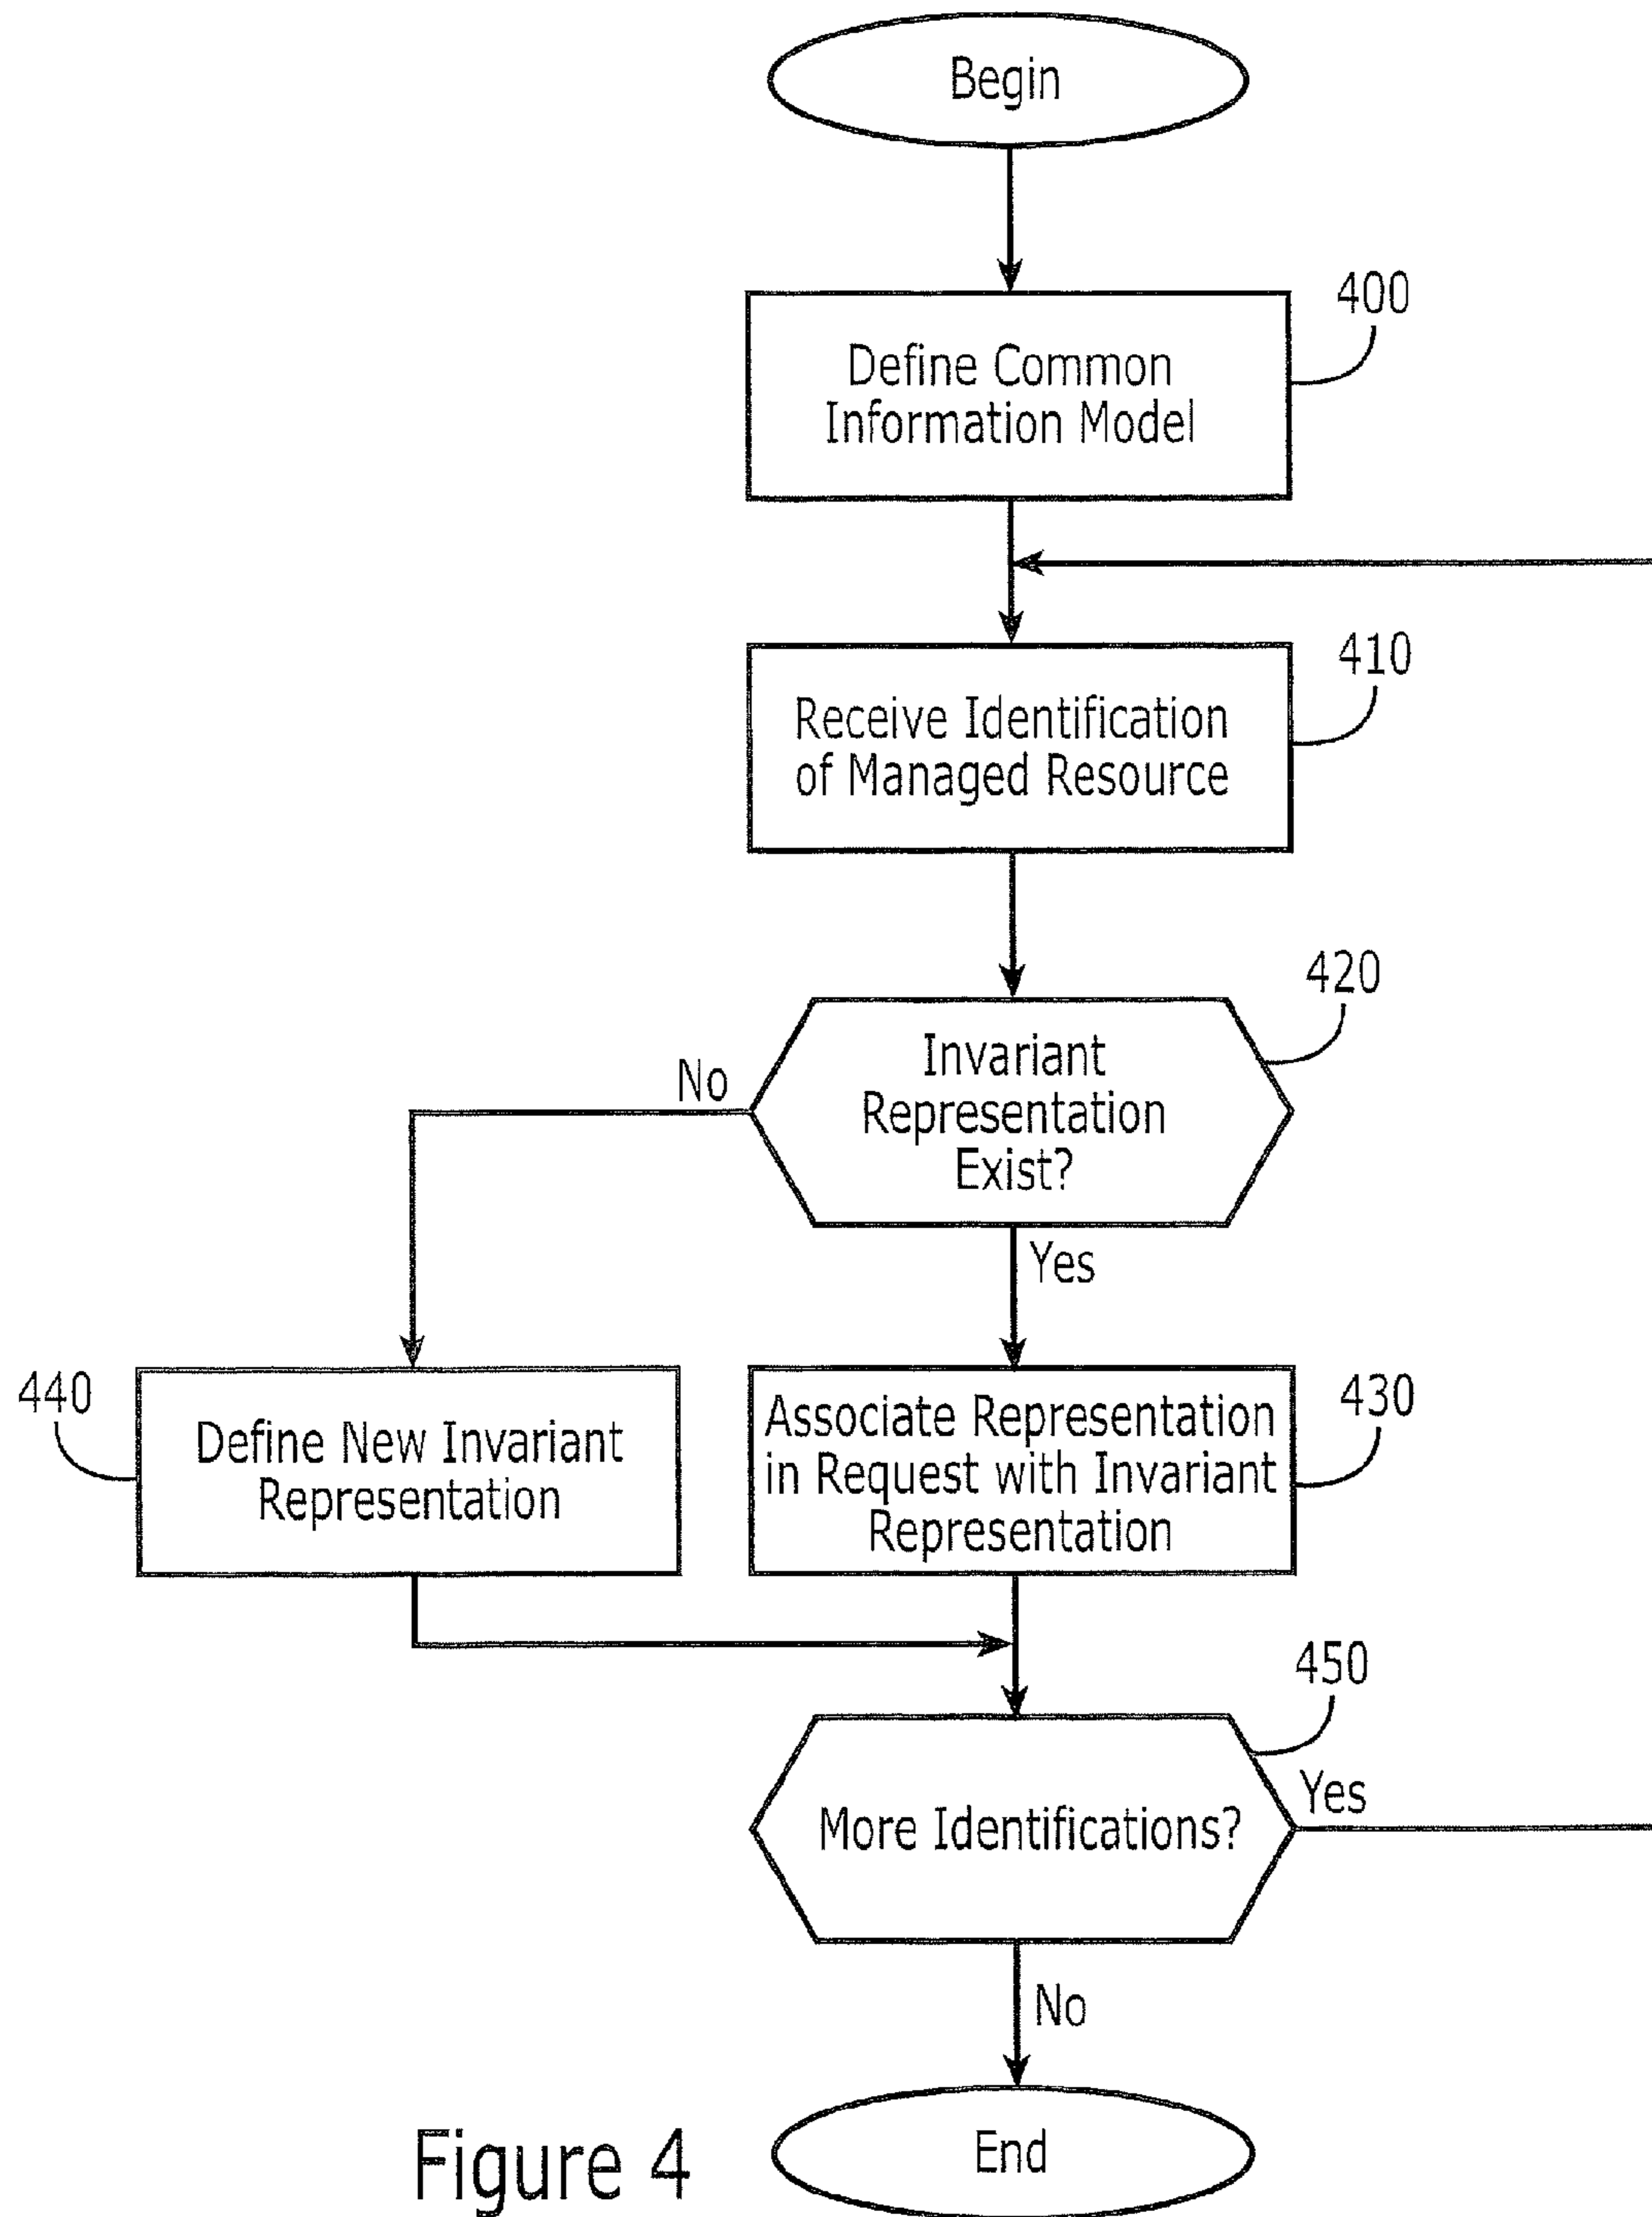 Begin
400
Define Common
Information Model
410
Receive Identification
of Managed Resource
420
Invariant
Representation
Exist?
No
Yes
440
Define New Invariant
Representation
430
Associate Representation
in Request with Invariant
Representation
450
More Identifications?
Yes
No
End
Figure 4